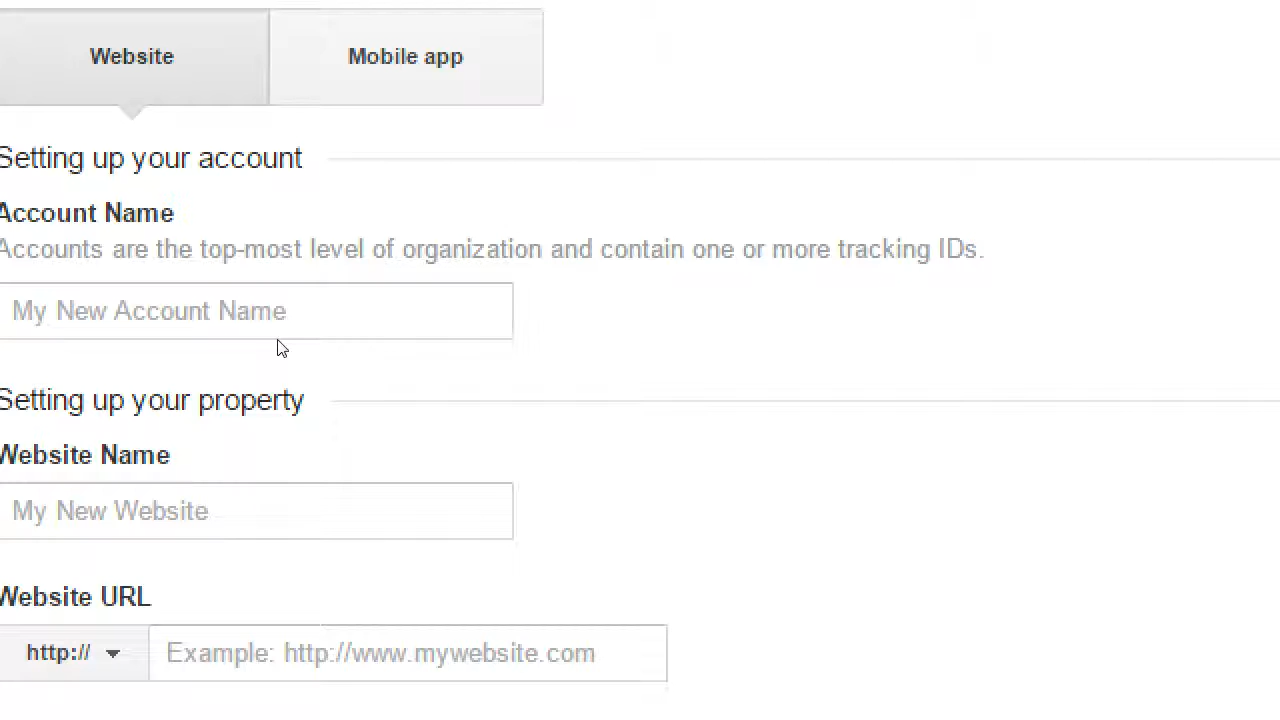 Website Mobile app
Setting up your account
Account Name
Accounts are the top-most level of organization and contain one or more tracking IDs.
My New Account Name
Setting up your property
Website Name
My New Website
Website URL
http:// Example: http://www.mywebsite.com